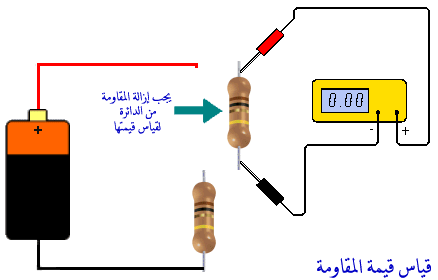 يجب إزالة المقاومة
من الدائرة
لقياس قيمتها
0.00
- +
+
قياس قيمة المقاومة